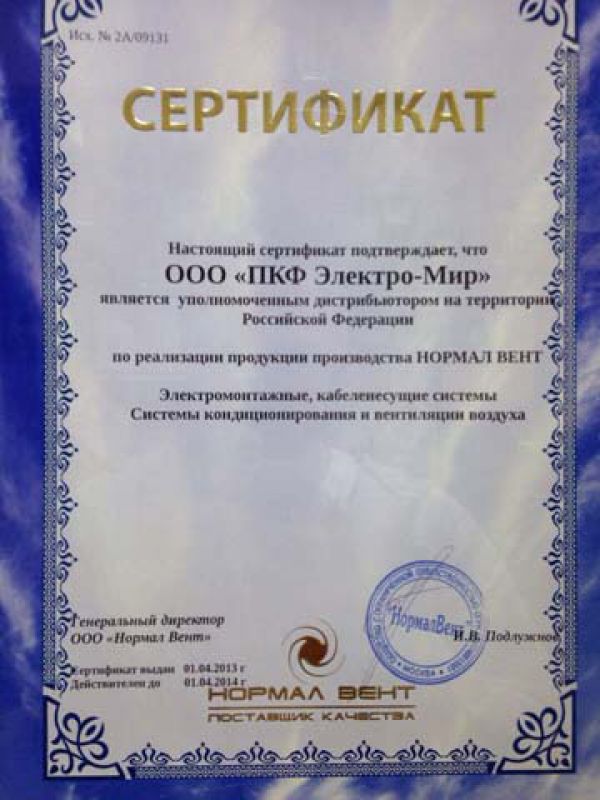 Исх. № 2А/09131
СЕРТИФИКАТ
Настоящий сертификат подтверждает, что
ООО «ПКФ Электро-Мир»
является уполномоченным дистрибьютором на территории
Российской Федерации
по реализации продукции производства НОРМАЛ ВЕНТ
Электромонтажные, кабеленесущие системы
Системы кондиционирования и вентиляции воздуха
Генеральный директор
ООО «Нормал Вент»
НормалВент
МОСКВА
И.В. Подлужнов
Сертификат выдан 01.04.2013 г
Действителен до 01.04.2014 г
НОРМАЛ ВЕНТ
ПОСТАВЩИК КАЧЕСТВА